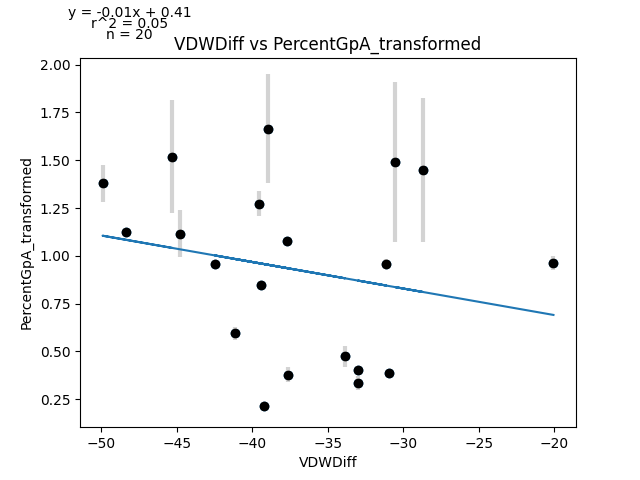 y = -0.01x + 0.41
r^2 = 0.05
n = 20
VDWDiff vs PercentGpA_transformed
2.00
1.75
1.50
1.25
1.00
0.75
0.50
0.25
PercentGpA_transformed
−50 −45 −40 −35 −30 −25 −20
VDWDiff